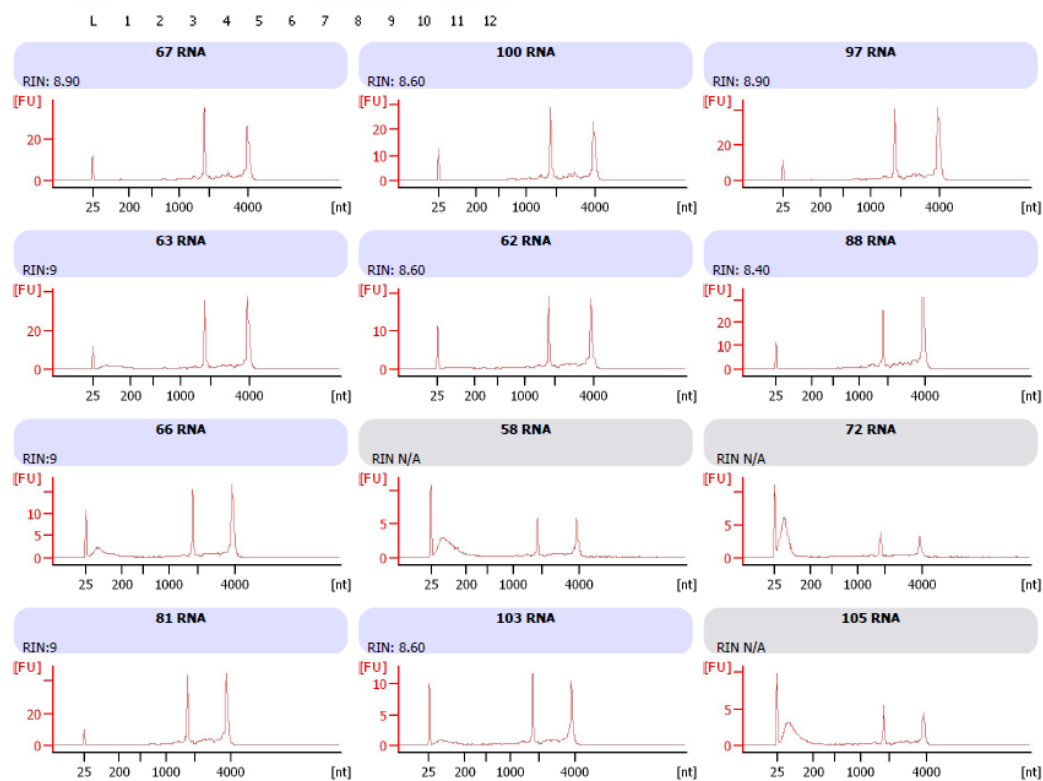 L 1 2 3 4 5 6 7 8 9 10 11 12
67 RNA 100 RNA 97 RNA
RIN: 8.90 RIN: 8.60 RIN: 8.90
[FU] [FU] [FU]
20 30 20
0 20 0
10
0
25 200 1000 4000 [nt] 25 200 1000 4000 [nt] 25 200 1000 4000 [nt]
63 RNA 62 RNA 88 RNA
RIN:9 RIN: 8.60 RIN: 8.40
[FU] [FU] [FU]
20 10 20
0 0 10
0
25 200 1000 4000 [nt] 25 200 1000 4000 [nt] 25 200 1000 4000 [nt]
66 RNA 58 RNA 72 RNA
RIN:9 RIN N/A RIN N/A
[FU] [FU] [FU]
10 5 5
5 0 0
0
25 200 1000 4000 [nt] 25 200 1000 4000 [nt] 25 200 1000 4000 [nt]
81 RNA 103 RNA 105 RNA
RIN:9 RIN: 8.60 RIN N/A
[FU] [FU] [FU]
20 10 5
0 5 0
0
25 200 1000 4000 [nt] 25 200 1000 4000 [nt] 25 200 1000 4000 [nt]